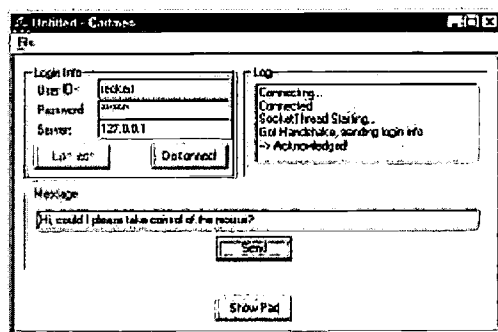 Untitled - Cadmes
File
Login Info
User ID:
Password
Server: 127.0.0.1
Connect Disconnect
Log
Connecting...
Connected
SocketThread Starting...
Got Handshake, sending login info
-> Acknowledged!
Message
Hi, could I please take control of the mouse?
Send
Show Pad